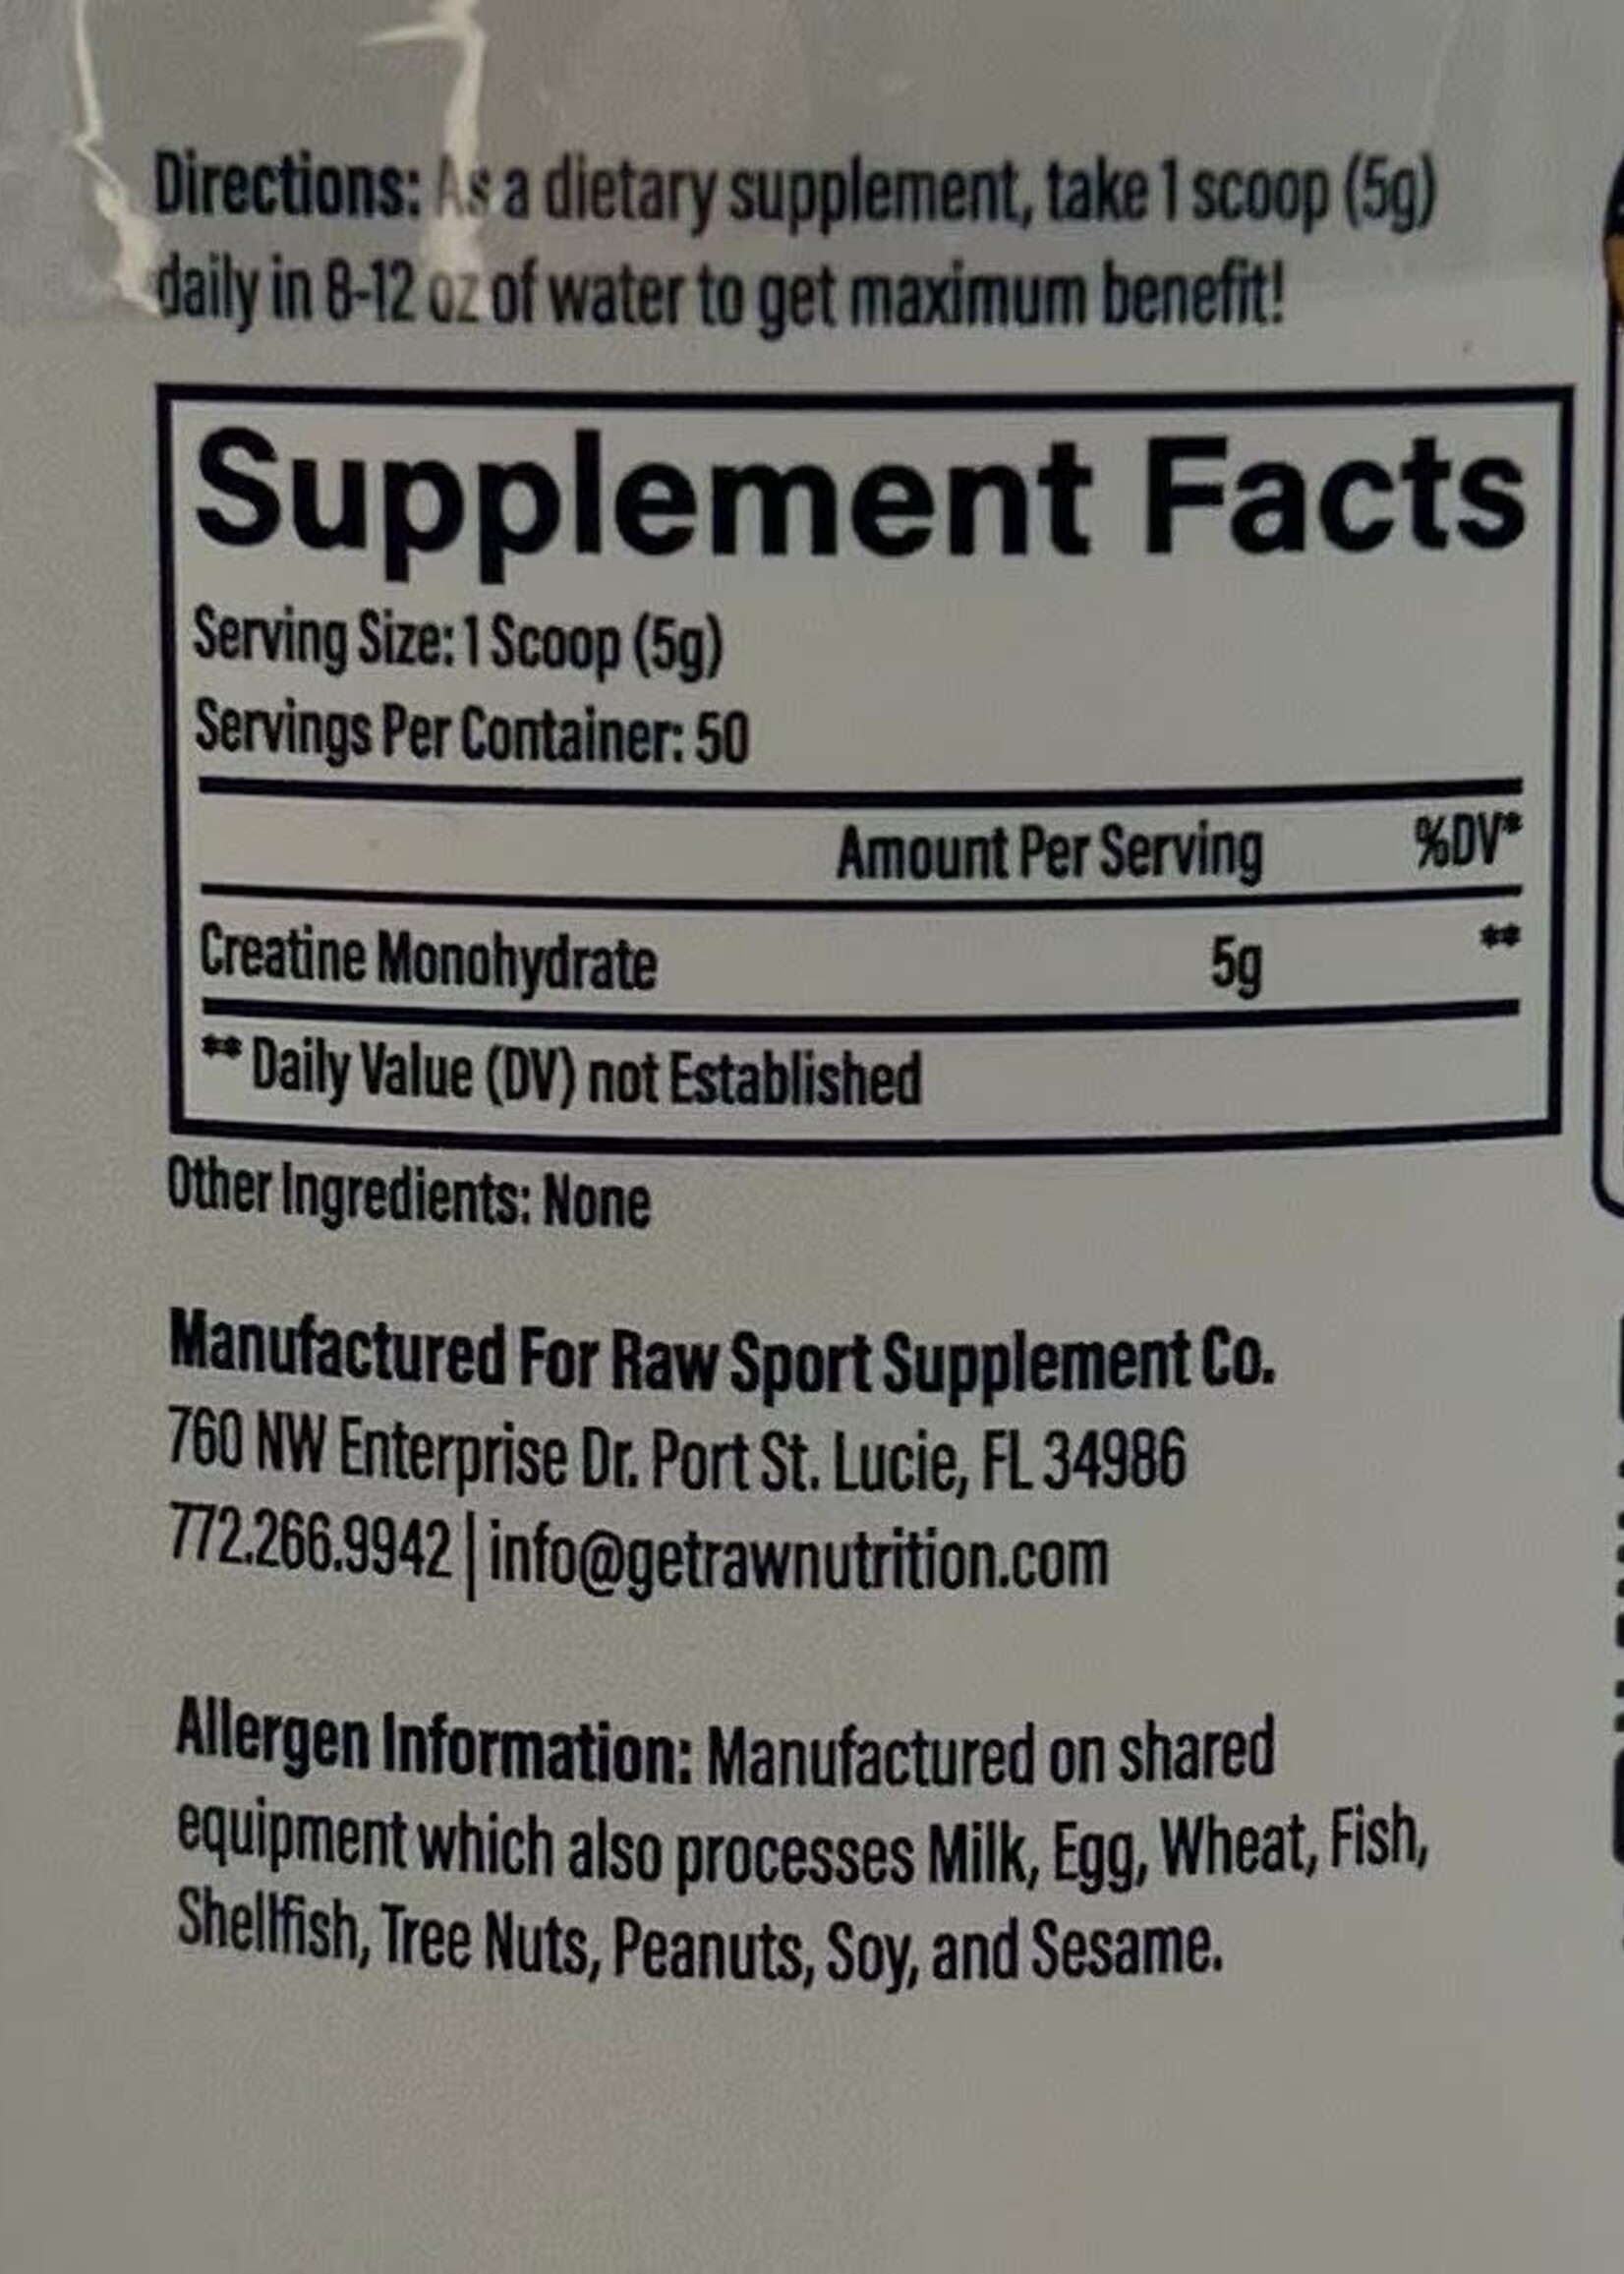 Directions: As a dietary supplement, take 1 scoop (5g)
daily in 8-12 oz of water to get maximum benefit!
Supplement Facts
Serving Size: 1 Scoop (5g)
Servings Per Container: 50
Amount Per Serving %DV*
Creatine Monohydrate 5g **
** Daily Value (DV) not Established
Other Ingredients: None
Manufactured For Raw Sport Supplement Co.
760 NW Enterprise Dr. Port St. Lucie, FL 34986
772.266.9942 | info@getrawnutrition.com
Allergen Information: Manufactured on shared
equipment which also processes Milk, Egg, Wheat, Fish,
Shellfish, Tree Nuts, Peanuts, Soy, and Sesame.